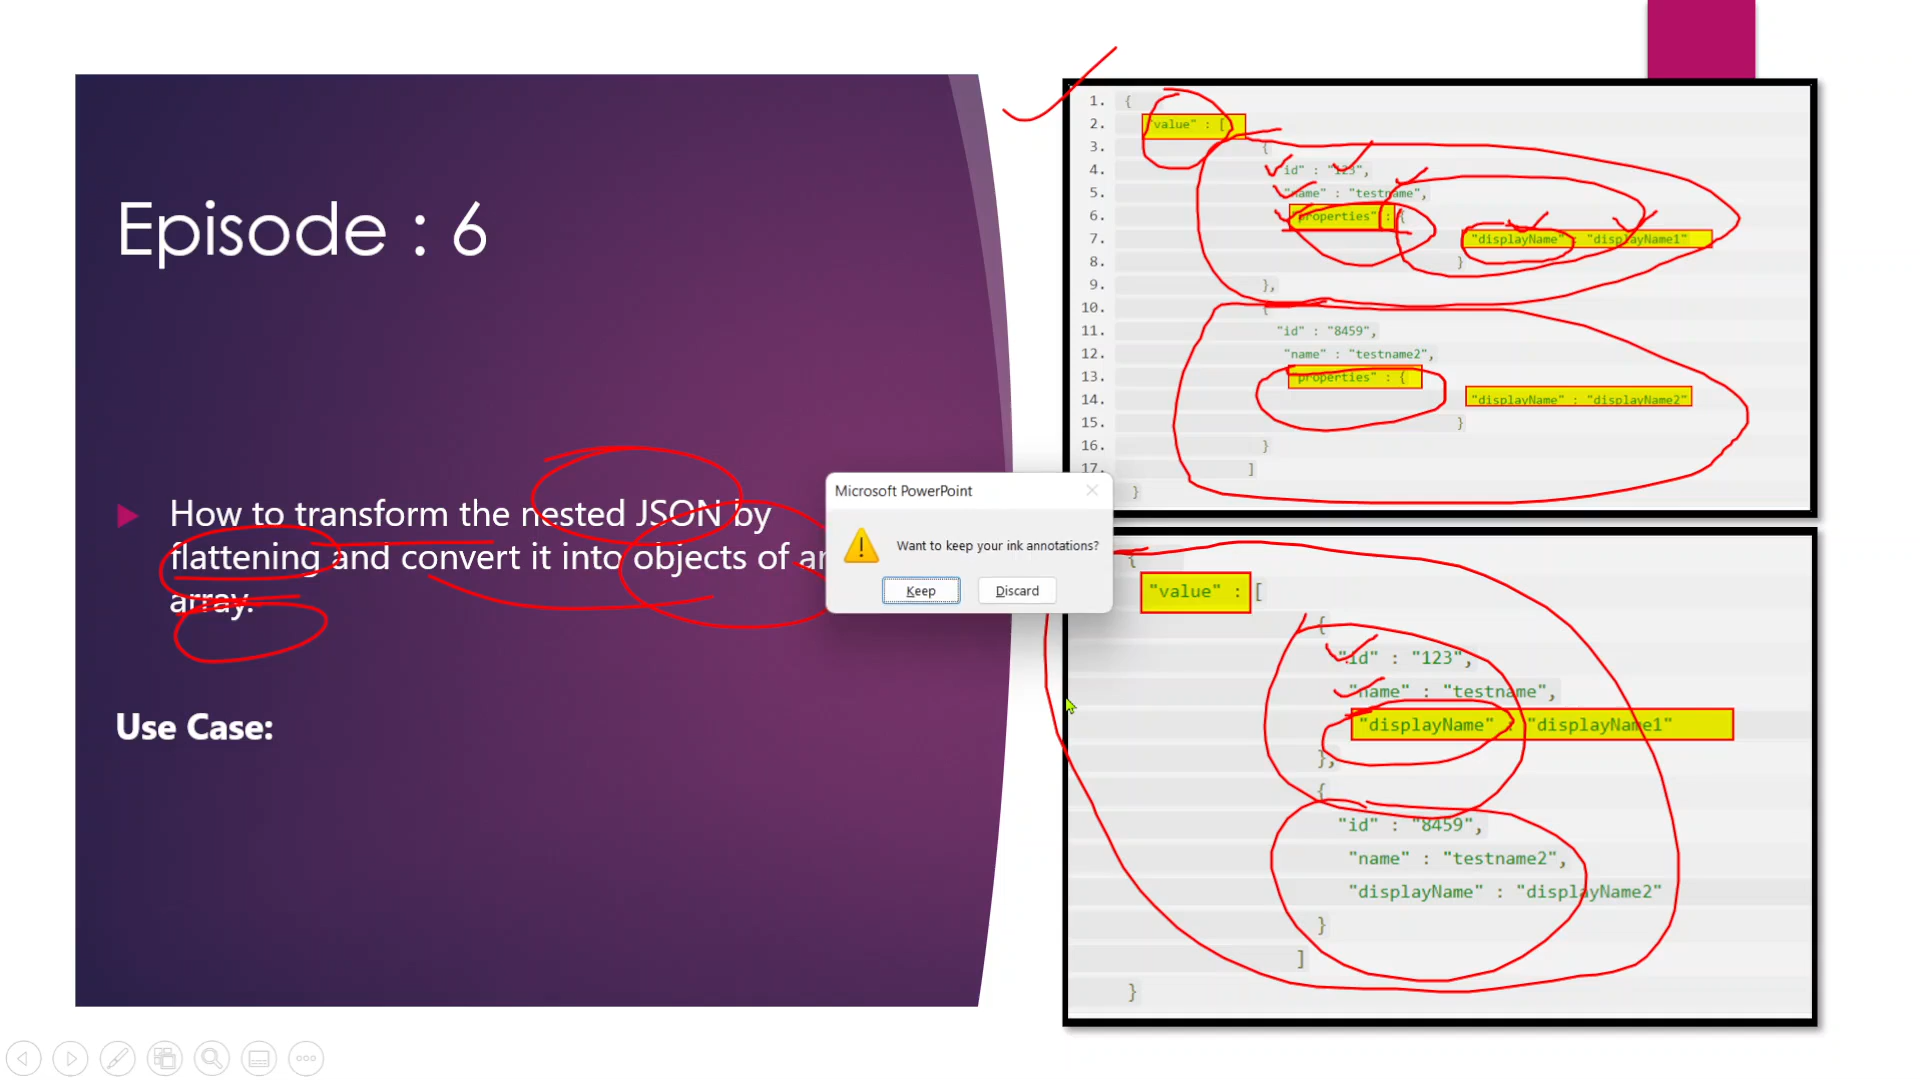 Episode : 6
How to transform the nested JSON by
flattening and convert it into objects of an
array.
Use Case:
1. {
2. "value" : [
3. {
4. "id" : "123",
5. "name" : "testname",
6. "properties" : {
7. "displayName" : "displayName1"
8. }
9. },
10. {
11. "id" : "8459",
12. "name" : "testname2",
13. "properties" : {
14. "displayName" : "displayName2"
15. }
16. }
17. ]
}
Microsoft PowerPoint
Want to keep your ink annotations?
Keep Discard
{
"value" : [
{
"id" : "123",
"name" : "testname",
"displayName" : "displayName1"
},
{
"id" : "8459",
"name" : "testname2",
"displayName" : "displayName2"
}
]
}